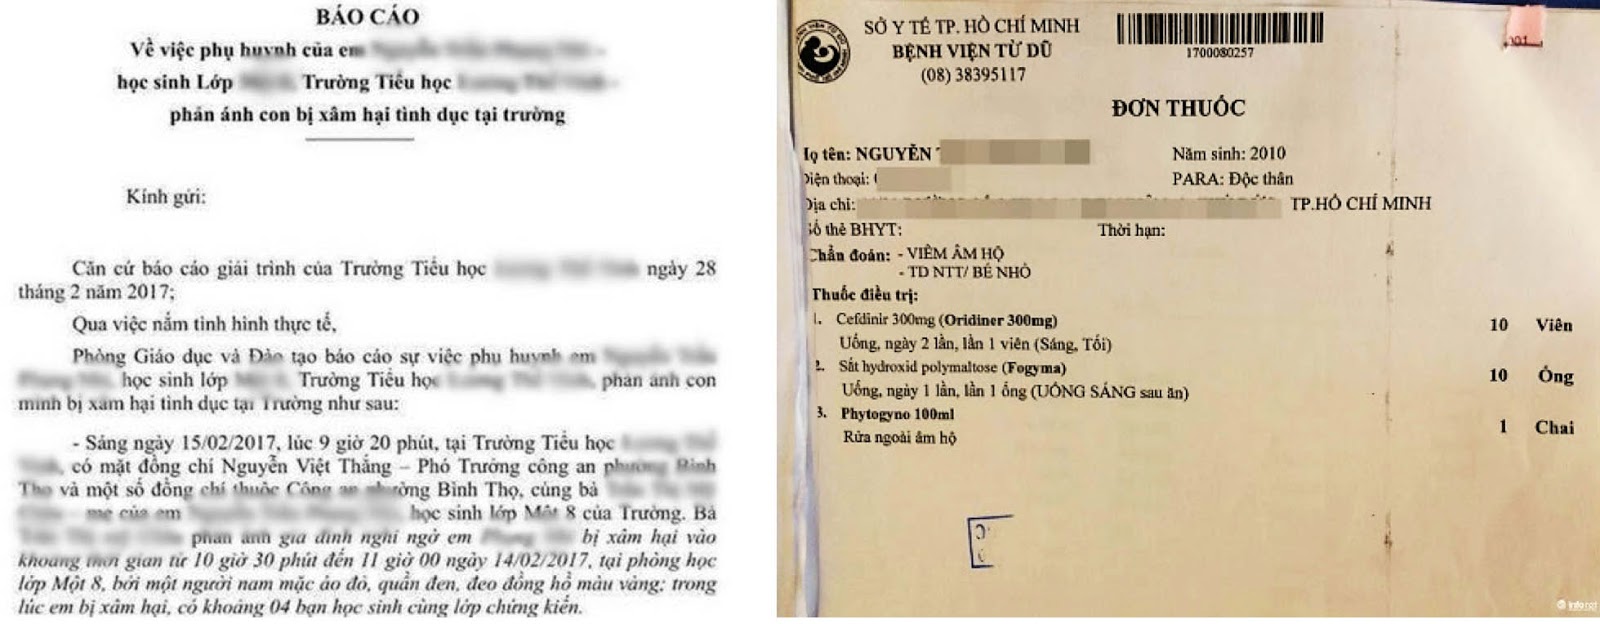 BÁO CÁO
Về việc phụ huynh của em
học sinh Lớp Trường Tiểu học
phản ánh con bị xâm hại tình dục tại trường
Kính gửi:
Căn cứ báo cáo giải trình của Trường Tiểu học ngày 28
tháng 2 năm 2017;
Qua việc nắm tình hình thực tế,
Phòng Giáo dục và Đào tạo báo cáo sự việc phụ huynh em
học sinh lớp Trường Tiểu học phản ánh con
mình bị xâm hại tình dục tại Trường như sau:
- Sáng ngày 15/02/2017, lúc 9 giờ 20 phút, tại Trường Tiểu học
có mặt đồng chí Nguyễn Việt Thắng – Phó Trưởng công an phường Bình
Thọ và một số đồng chí thuộc Công an phường Bình Thọ, cùng bà
mẹ của em học sinh lớp Một 8 của Trường. Bà
phản ánh gia đình nghi ngờ em bị xâm hại vào
khoảng thời gian từ 10 giờ 30 phút đến 11 giờ 00 ngày 14/02/2017, tại phòng học
lớp Một 8, bởi một người nam mặc áo đỏ, quần đen, đeo đồng hồ màu vàng; trong
lúc em bị xâm hại, có khoảng 04 bạn học sinh cùng lớp chứng kiến.
SỞ Y TẾ TP. HỒ CHÍ MINH
BỆNH VIỆN TỪ DŨ
(08) 38395117
1700080257
ĐƠN THUỐC
Họ tên: NGUYỄN T
Năm sinh: 2010
Điện thoại:
PARA: Độc thân
Địa chỉ: TP.HỒ CHÍ MINH
Số thẻ BHYT: Thời hạn:
Chẩn đoán: - VIÊM ÂM HỘ
- TD NTT/ BÉ NHỎ
Thuốc điều trị:
1. Cefdinir 300mg (Oridiner 300mg) 10 Viên
Uống, ngày 2 lần, lần 1 viên (Sáng, Tối)
2. Sắt hydroxid polymaltose (Fogyma) 10 Ống
Uống, ngày 1 lần, lần 1 ống (UỐNG SÁNG sau ăn)
3. Phytogyno 100ml 1 Chai
Rửa ngoài âm hộ
infonet